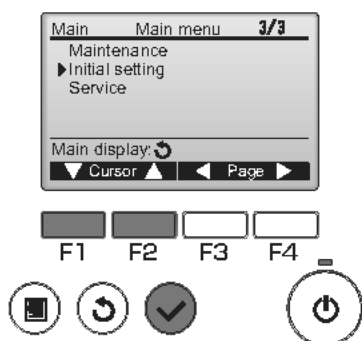 Main Main menu 3/3
Maintenance
Initial setting
Service
Main display:
Cursor Page
F1 F2 F3 F4